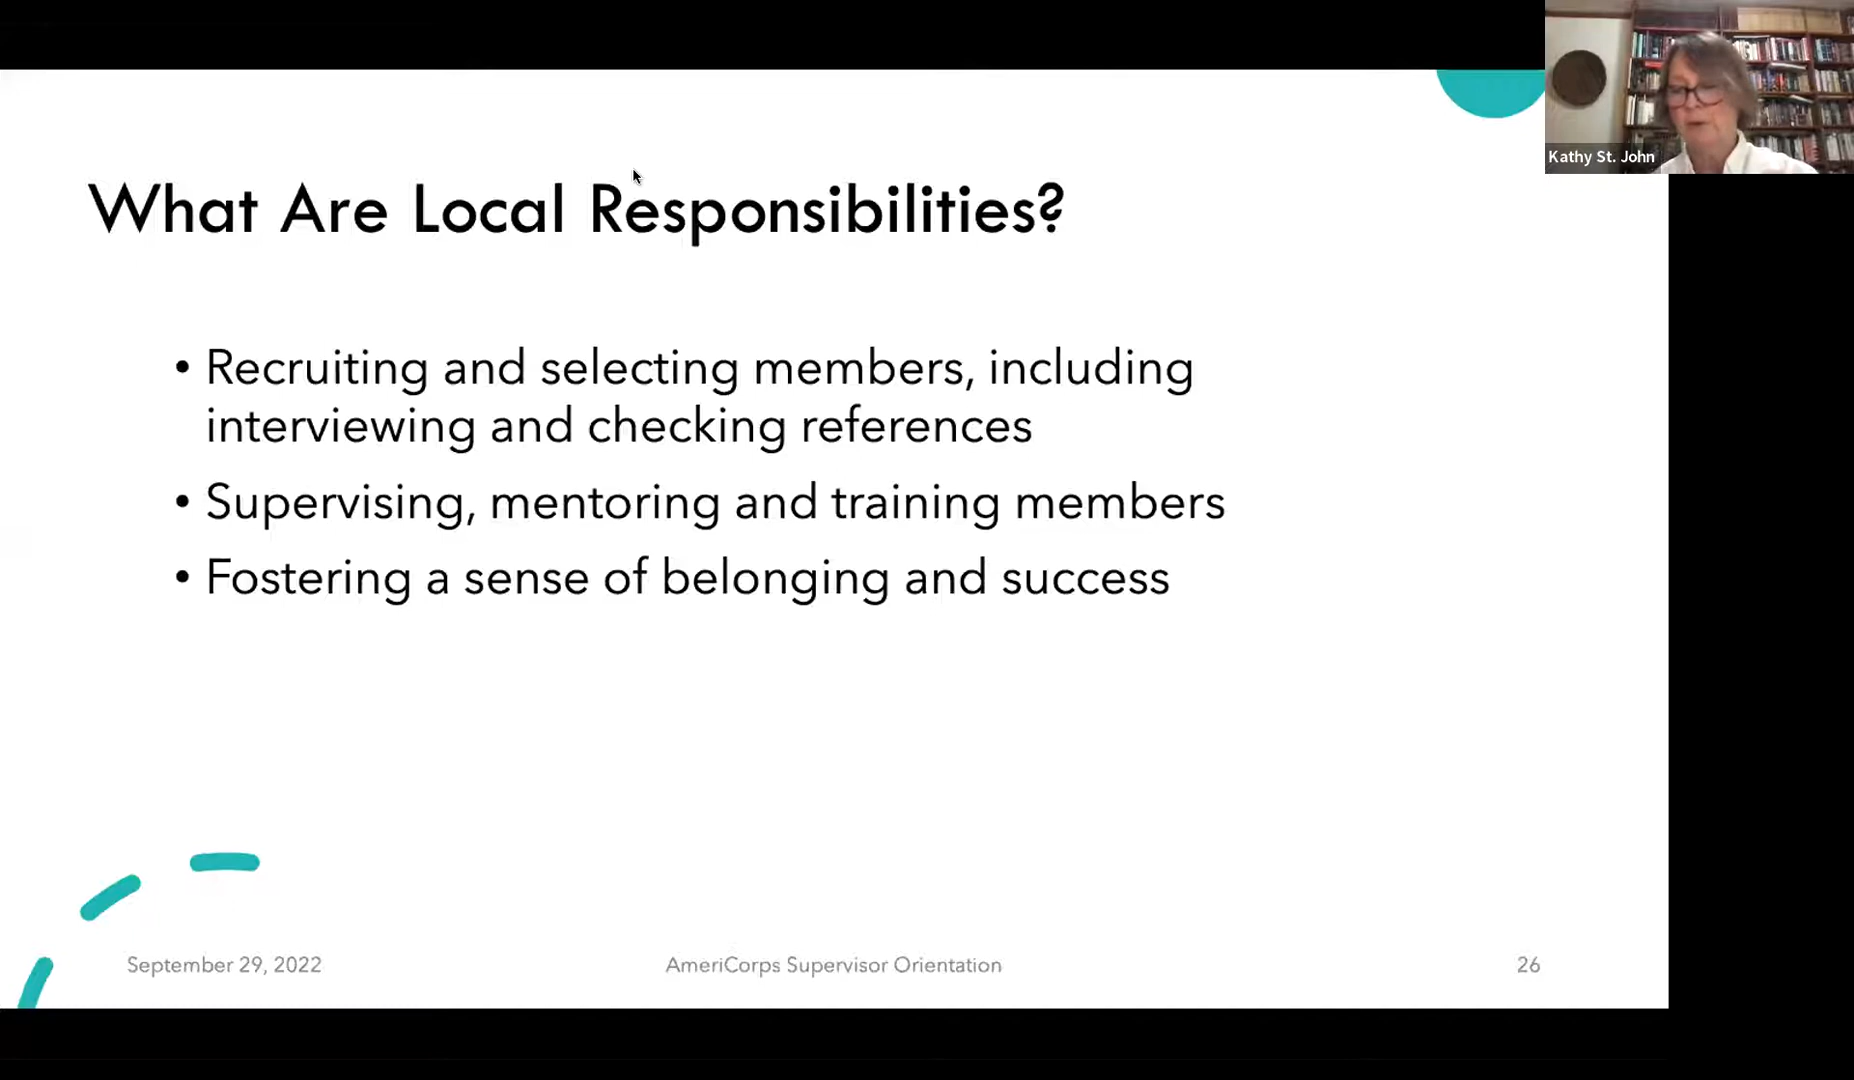 Kathy St. John
What Are Local Responsibilities?
• Recruiting and selecting members, including
interviewing and checking references
• Supervising, mentoring and training members
• Fostering a sense of belonging and success
September 29, 2022
AmeriCorps Supervisor Orientation
26